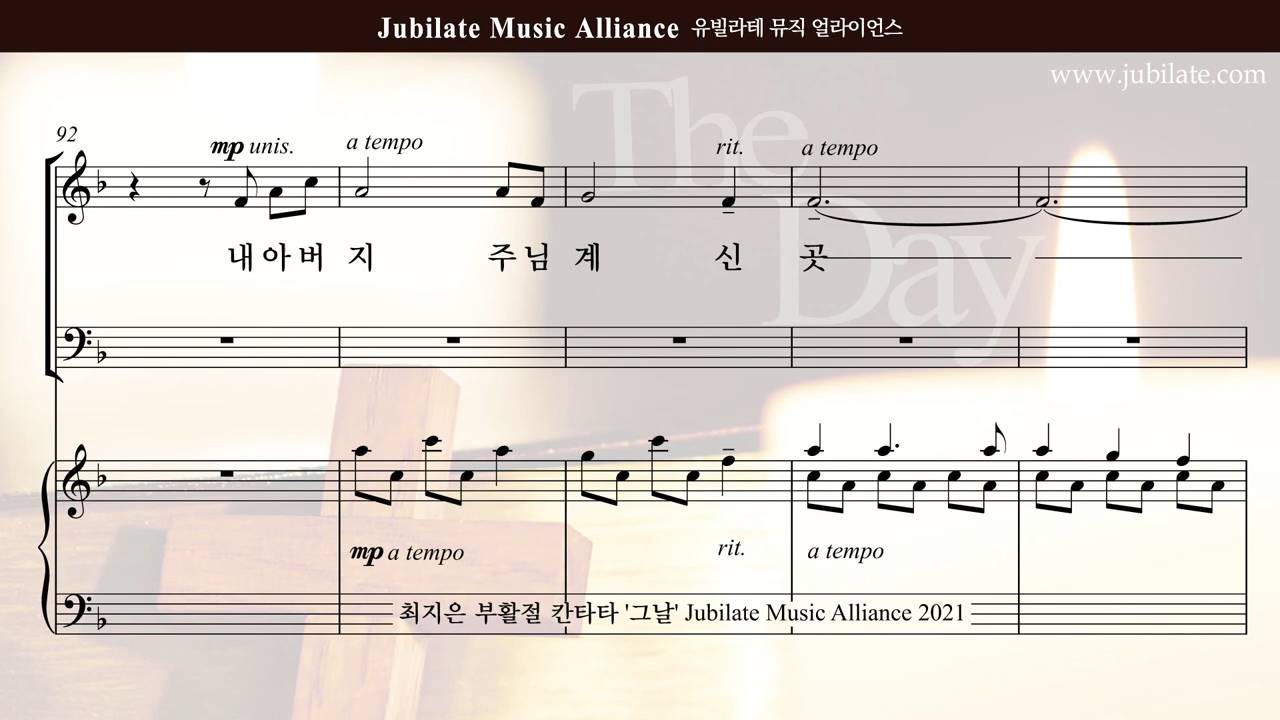 Jubilate Music Alliance 유빌라테 뮤직 얼라이언스
www.jubilate.com
The
Day
92
mp unis. a tempo rit. a tempo
내 아 버 지 주 님 계 신 곳
mp a tempo rit. a tempo
최지은 부활절 칸타타 '그날' Jubilate Music Alliance 2021